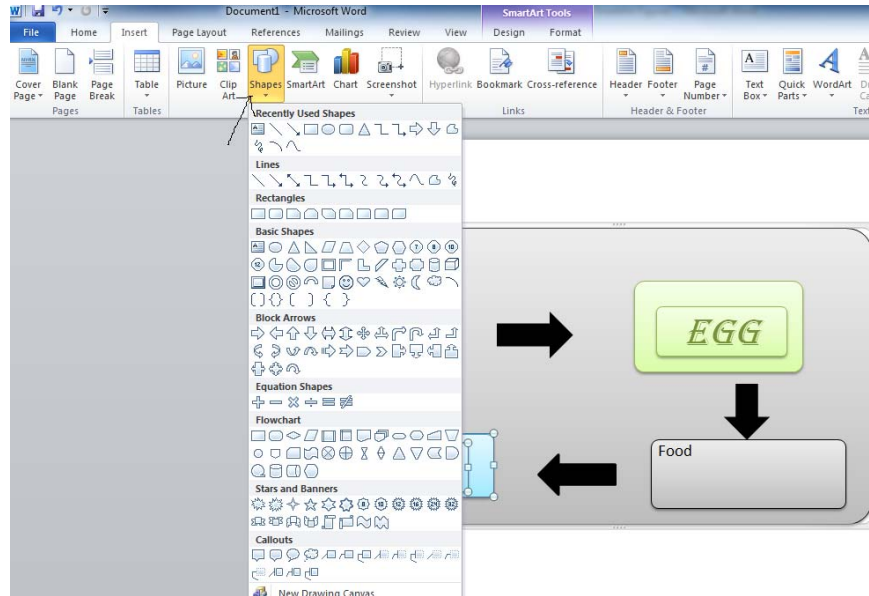 Document1 - Microsoft Word
SmartArt Tools
File Home Insert Page Layout References Mailings Review View Design Format
Cover Page Blank Page Page Break Table Picture Clip Art Shapes SmartArt Chart Screenshot Hyperlink Bookmark Cross-reference Header Footer Page Number Text Box Quick Parts WordArt
Pages Tables Links Header & Footer Text
Recently Used Shapes
Lines
Rectangles
Basic Shapes
Block Arrows
Equation Shapes
Flowchart
Stars and Banners
Callouts
New Drawing Canvas
EGG
Food